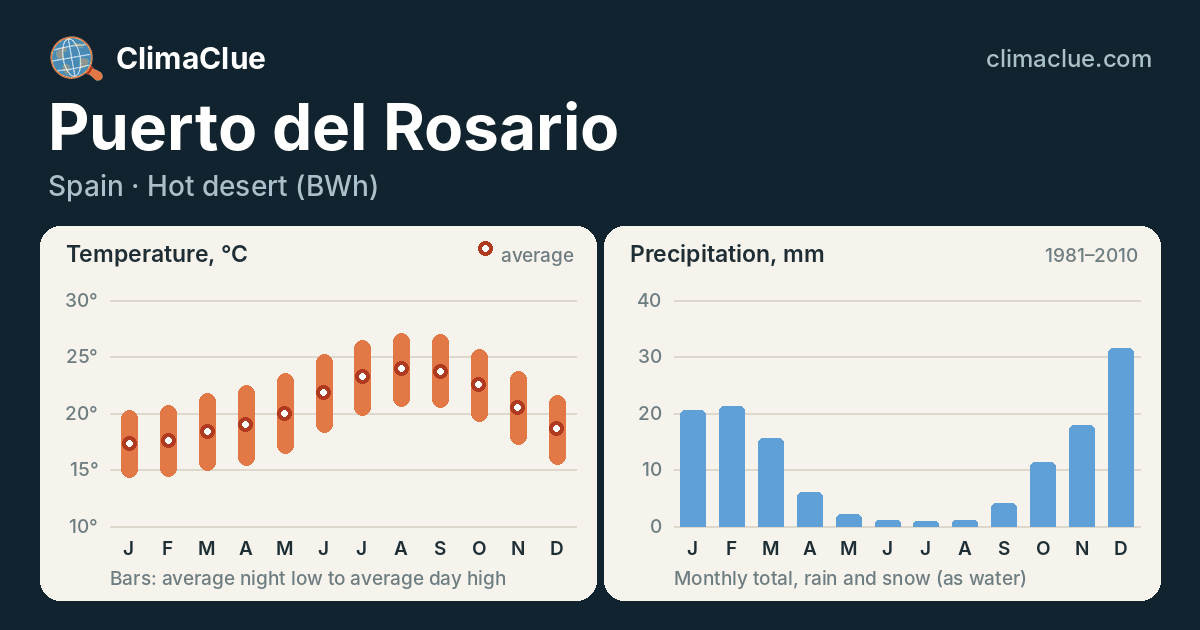 ClimaClue
climaclue.com
Puerto del Rosario
Spain · Hot desert (BWh)
Temperature, °C
average
30°
25°
20°
15°
10°
J F M A M J J A S O N D
Bars: average night low to average day high
Precipitation, mm
1981–2010
40
30
20
10
0
J F M A M J J A S O N D
Monthly total, rain and snow (as water)